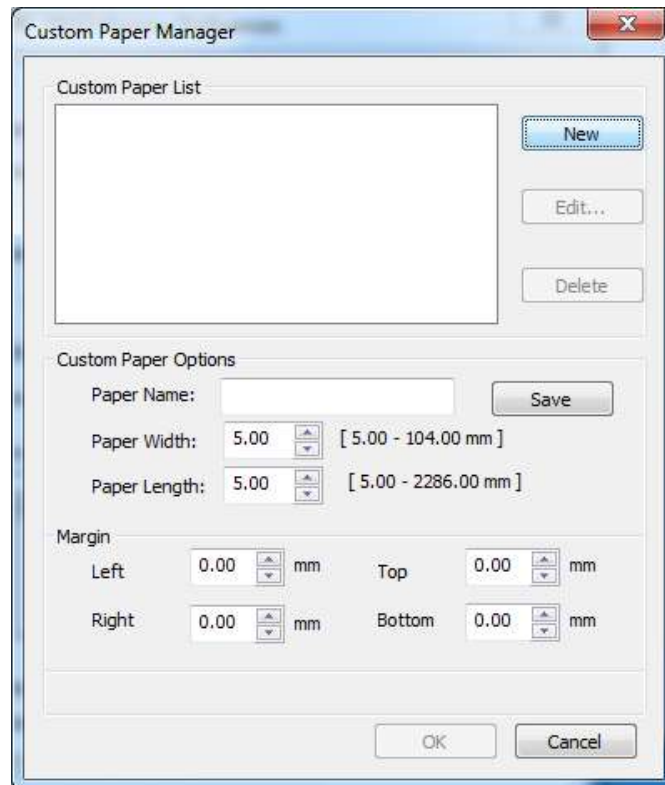 Custom Paper Manager
Custom Paper List
New
Edit...
Delete
Custom Paper Options
Paper Name:
Save
Paper Width: 5.00 [ 5.00 - 104.00 mm ]
Paper Length: 5.00 [ 5.00 - 2286.00 mm ]
Margin
Left 0.00 mm Top 0.00 mm
Right 0.00 mm Bottom 0.00 mm
OK Cancel